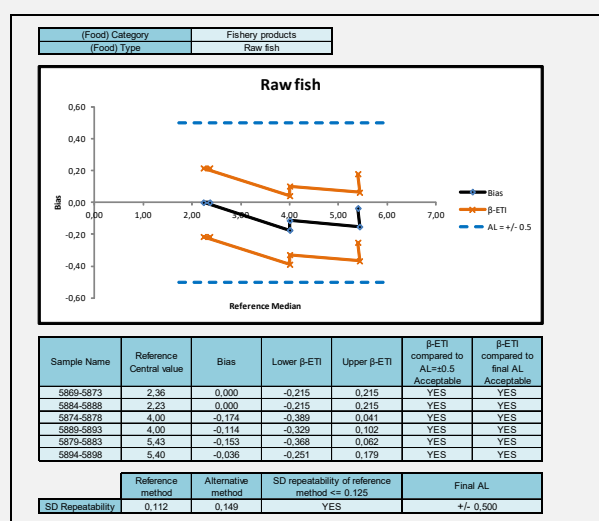 (Food) Category Fishery products
(Food) Type Raw fish
Raw fish
0,60
0,40
0,20
0,00
-0,20
-0,40
-0,60
0,00 1,00 2,00 3,00 4,00 5,00 6,00 7,00
Bias
Reference Median
Bias
β-ETI
AL = +/- 0.5
Sample Name Reference Central value Bias Lower β-ETI Upper β-ETI β-ETI compared to AL=±0.5 Acceptable β-ETI compared to final AL Acceptable
5869-5873 2,36 0,000 -0,215 0,215 YES YES
5884-5888 2,23 0,000 -0,215 0,215 YES YES
5874-5878 4,00 -0,174 -0,389 0,041 YES YES
5889-5893 4,00 -0,114 -0,329 0,102 YES YES
5879-5883 5,43 -0,153 -0,368 0,062 YES YES
5894-5898 5,40 -0,036 -0,251 0,179 YES YES
Reference method Alternative method SD repeatability of reference method <= 0.125 Final AL
SD Repeatability 0,112 0,149 YES +/- 0,500